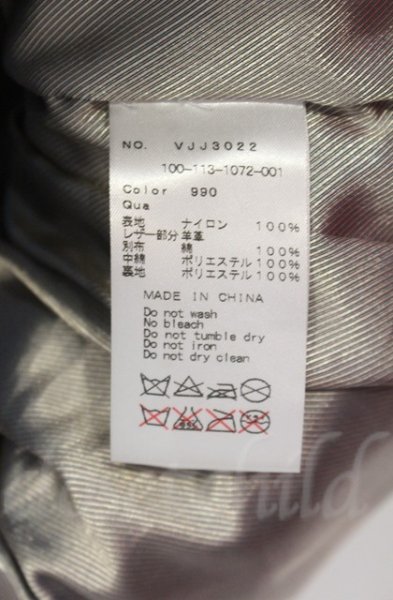 NO. VJJ3022
100-113-1072-001
Color 990
Qua
表地 ナイロン 100%
レザー部分 羊革
別布 綿 100%
中綿 ポリエステル 100%
裏地 ポリエステル 100%
MADE IN CHINA
Do not wash
No bleach
Do not tumble dry
Do not iron
Do not dry clean